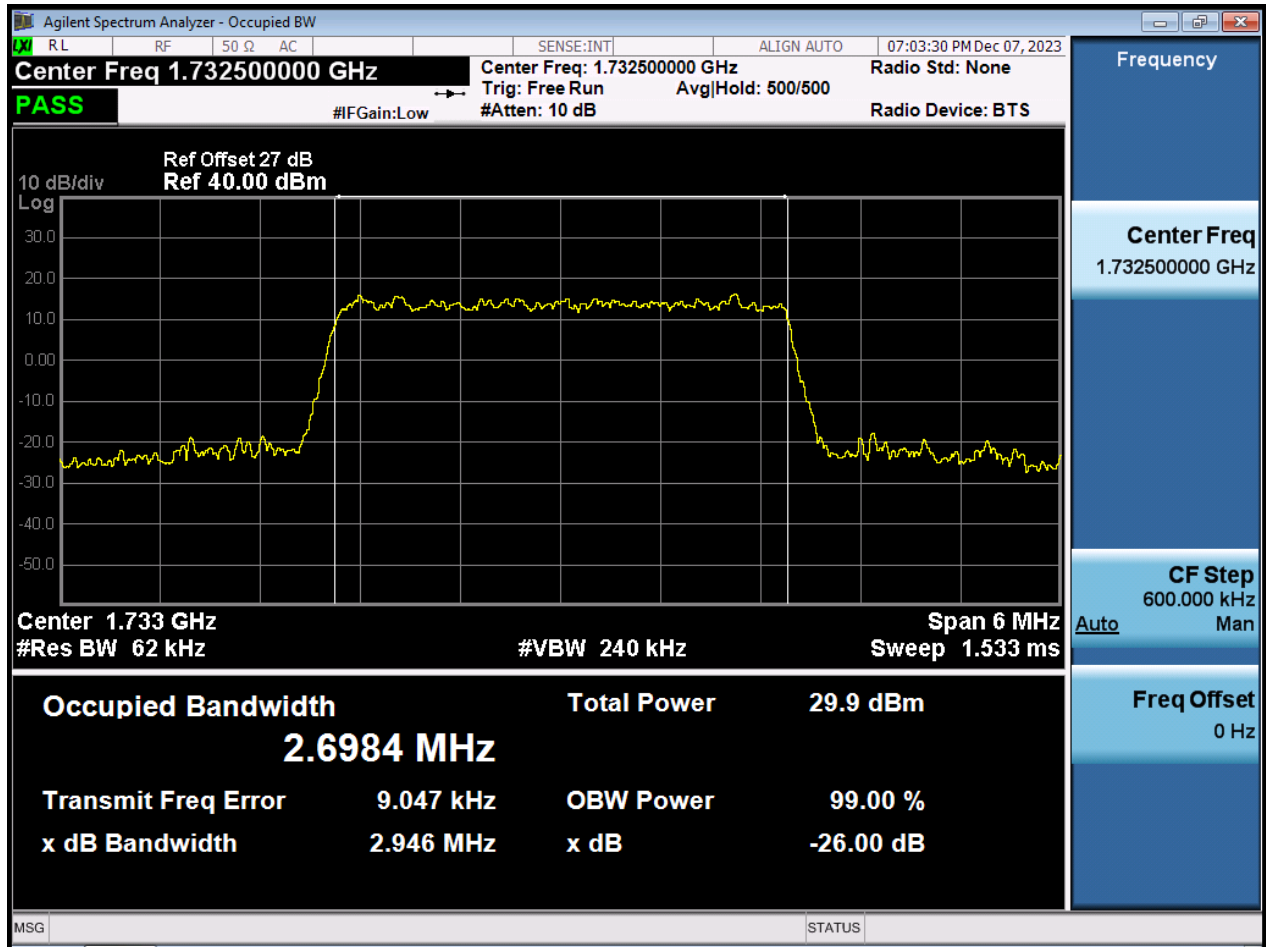 Agilent Spectrum Analyzer - Occupied BW
LXI RL RF 50 Ω AC SENSE:INT ALIGN AUTO 07:03:30 PM Dec 07, 2023
Center Freq 1.732500000 GHz
Center Freq: 1.732500000 GHz
Radio Std: None
Trig: Free Run Avg|Hold: 500/500
PASS
#IFGain:Low
#Atten: 10 dB
Radio Device: BTS
Ref Offset 27 dB
10 dB/div Ref 40.00 dBm
Log
30.0
20.0
10.0
0.00
-10.0
-20.0
-30.0
-40.0
-50.0
Center 1.733 GHz Span 6 MHz
#Res BW 62 kHz #VBW 240 kHz Sweep 1.533 ms
Occupied Bandwidth
2.6984 MHz
Total Power 29.9 dBm
Transmit Freq Error 9.047 kHz OBW Power 99.00 %
x dB Bandwidth 2.946 MHz x dB -26.00 dB
Frequency
Center Freq
1.732500000 GHz
CF Step
600.000 kHz
Auto Man
Freq Offset
0 Hz
MSG STATUS